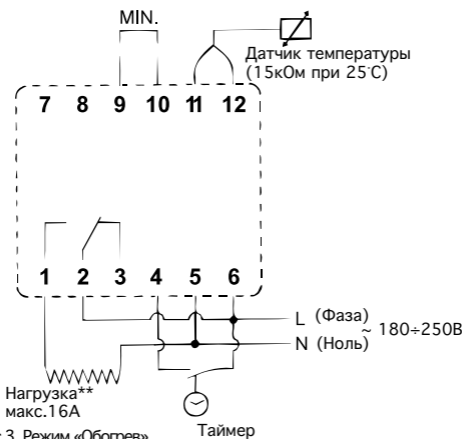 MIN.
Датчик температуры
(15кОм при 25°С)
7 8 9 10 11 12
1 2 3 4 5 6
L (Фаза)
~ 180÷250В
N (Ноль)
Нагрузка**
макс.16А
3. Режим «Обогрев»
Таймер